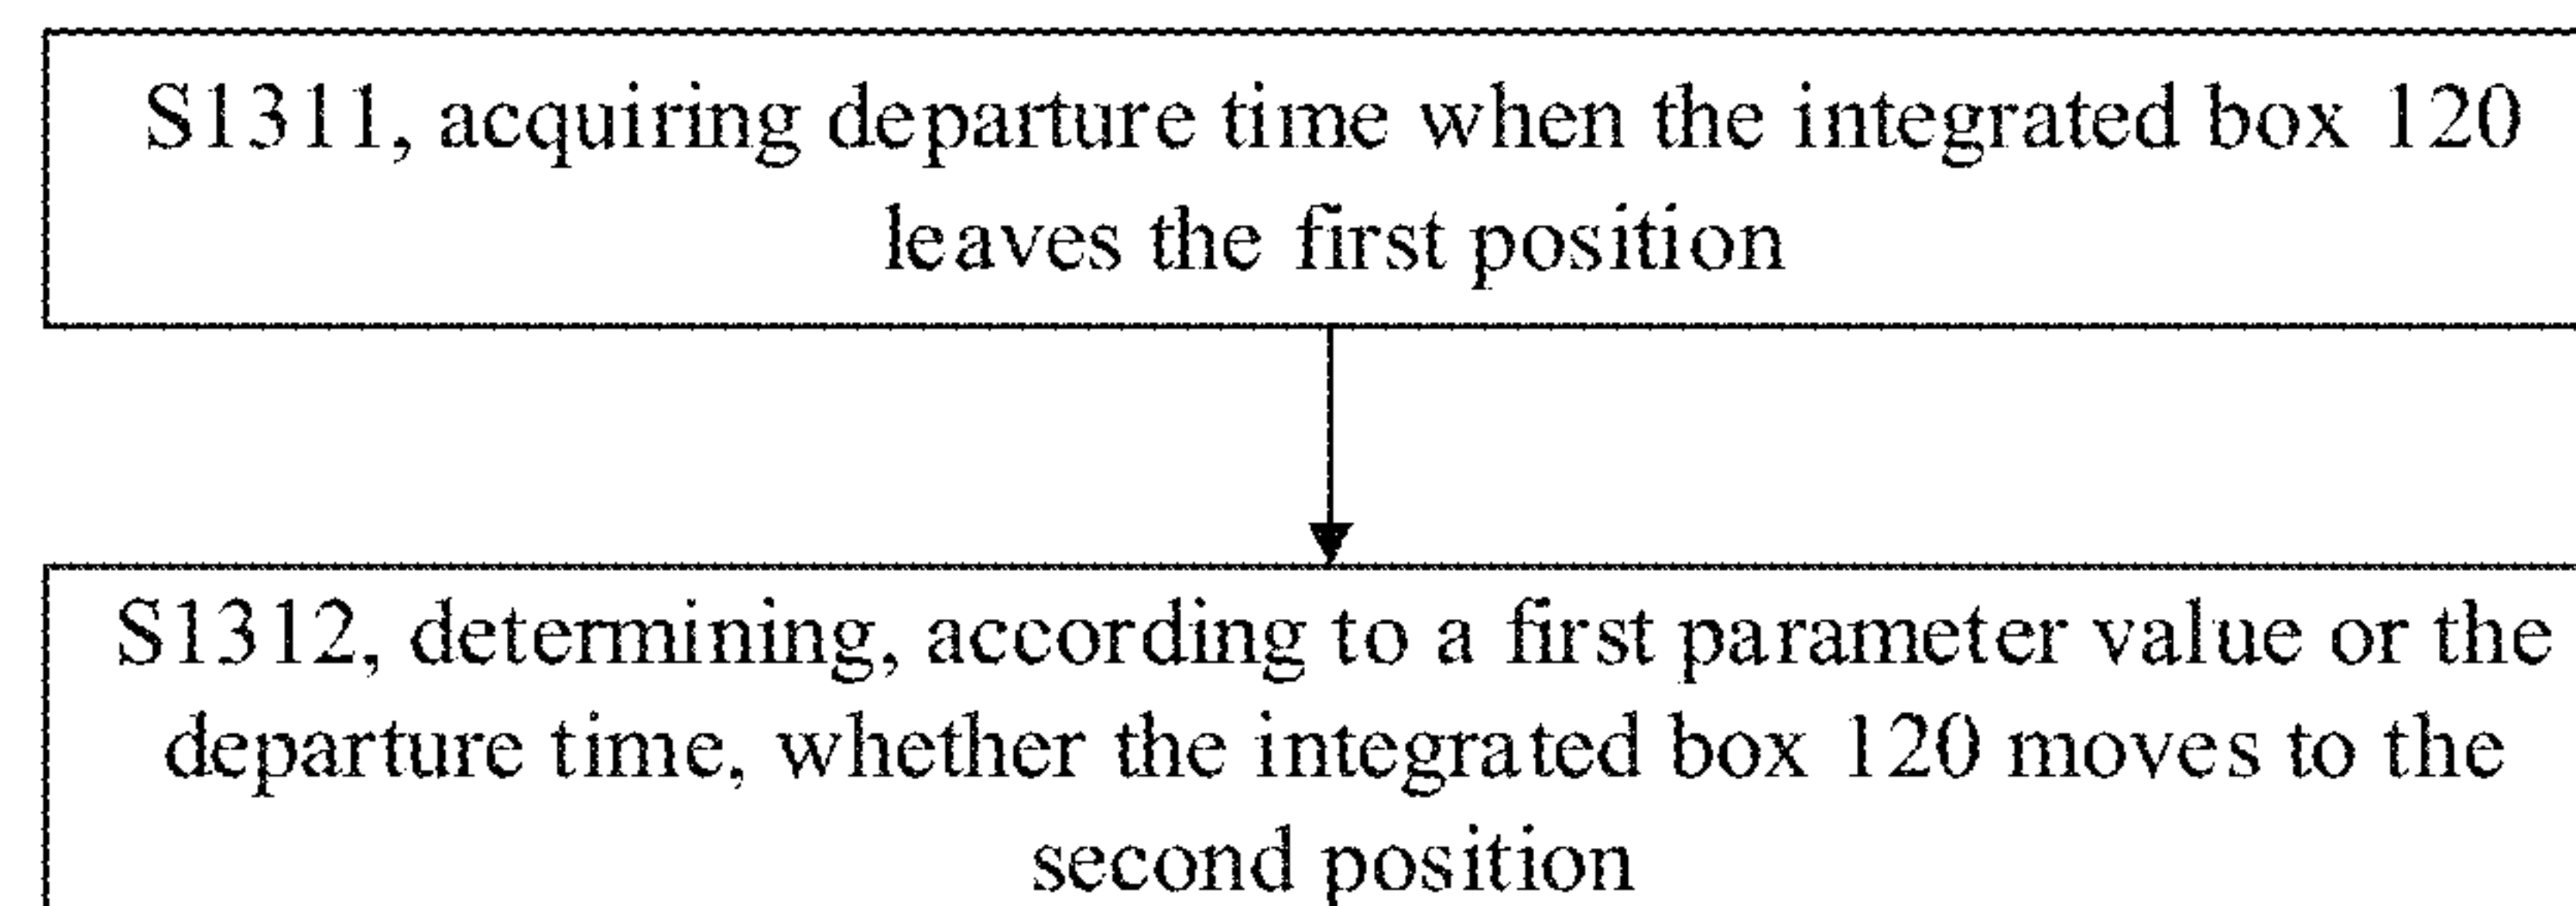 S1311, acquiring departure time when the integrated box 120
leaves the first position
S1312, determining, according to a first parameter value or the
departure time, whether the integrated box 120 moves to the
second position